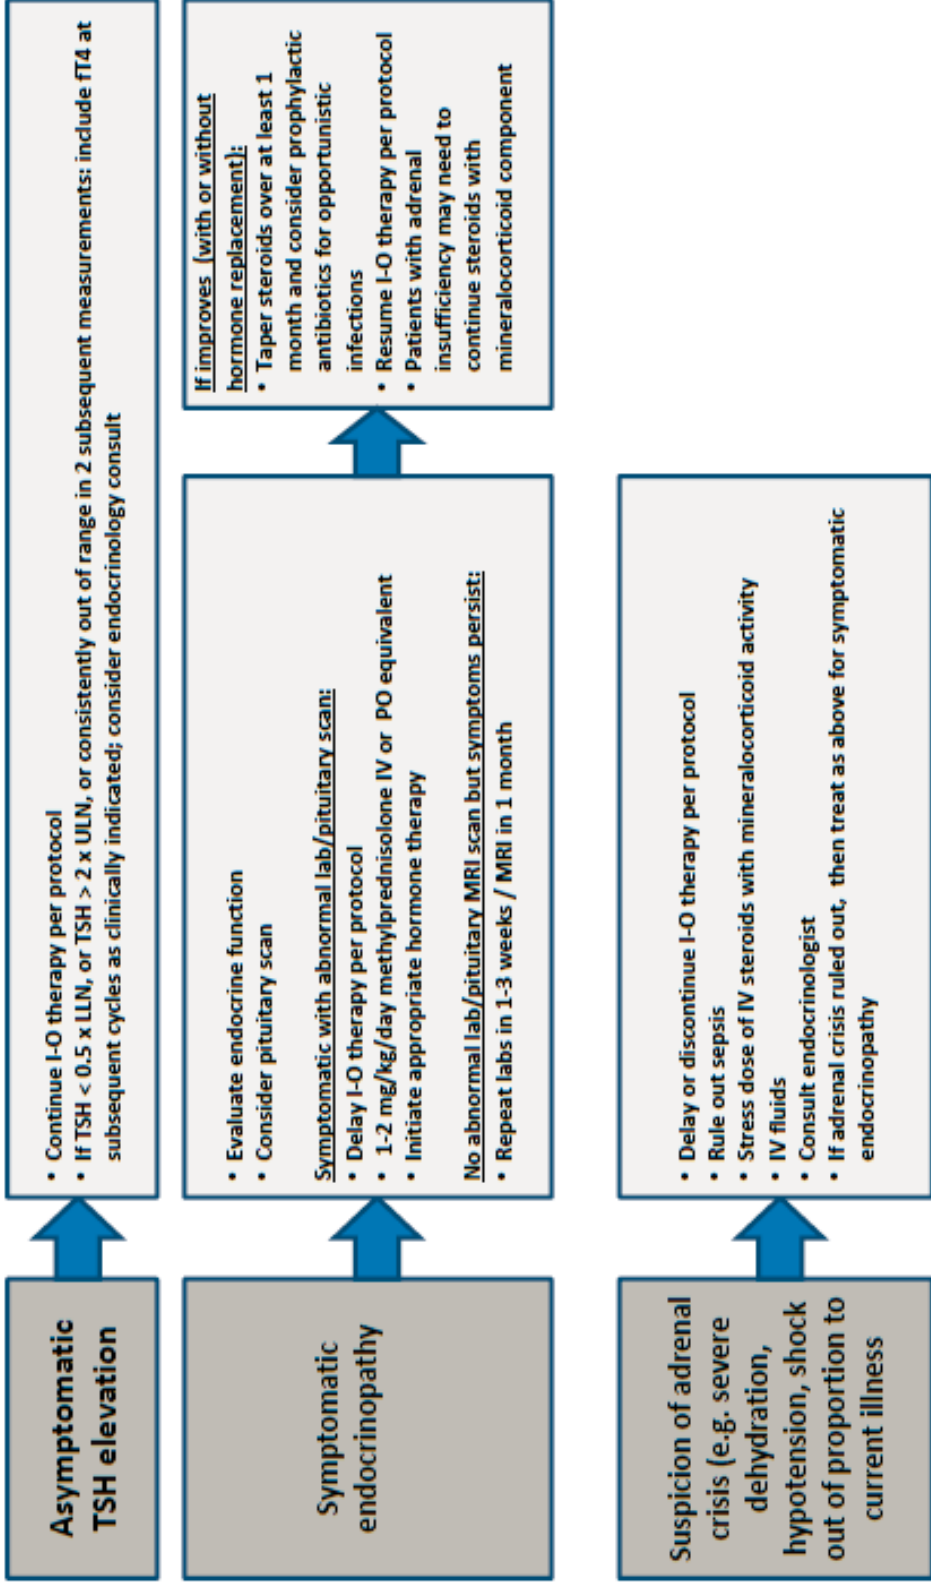 Asymptomatic
TSH elevation
• Continue I-O therapy per protocol
• If TSH < 0.5 x LLN, or TSH > 2 x ULN, or consistently out of range in 2 subsequent measurements: include fT4 at
subsequent cycles as clinically indicated; consider endocrinology consult
Symptomatic
endocrinopathy
• Evaluate endocrine function
• Consider pituitary scan
Symptomatic with abnormal lab/pituitary scan:
• Delay I-O therapy per protocol
• 1-2 mg/kg/day methylprednisolone IV or PO equivalent
• Initiate appropriate hormone therapy
No abnormal lab/pituitary MRI scan but symptoms persist:
• Repeat labs in 1-3 weeks / MRI in 1 month
If improves (with or without
hormone replacement):
• Taper steroids over at least 1
month and consider prophylactic
antibiotics for opportunistic
infections
• Resume I-O therapy per protocol
• Patients with adrenal
insufficiency may need to
continue steroids with
mineralocorticoid component
Suspicion of adrenal
crisis (e.g. severe
dehydration,
hypotension, shock
out of proportion to
current illness
• Delay or discontinue I-O therapy per protocol
• Rule out sepsis
• Stress dose of IV steroids with mineralocorticoid activity
• IV fluids
• Consult endocrinologist
• If adrenal crisis ruled out, then treat as above for symptomatic
endocrinopathy